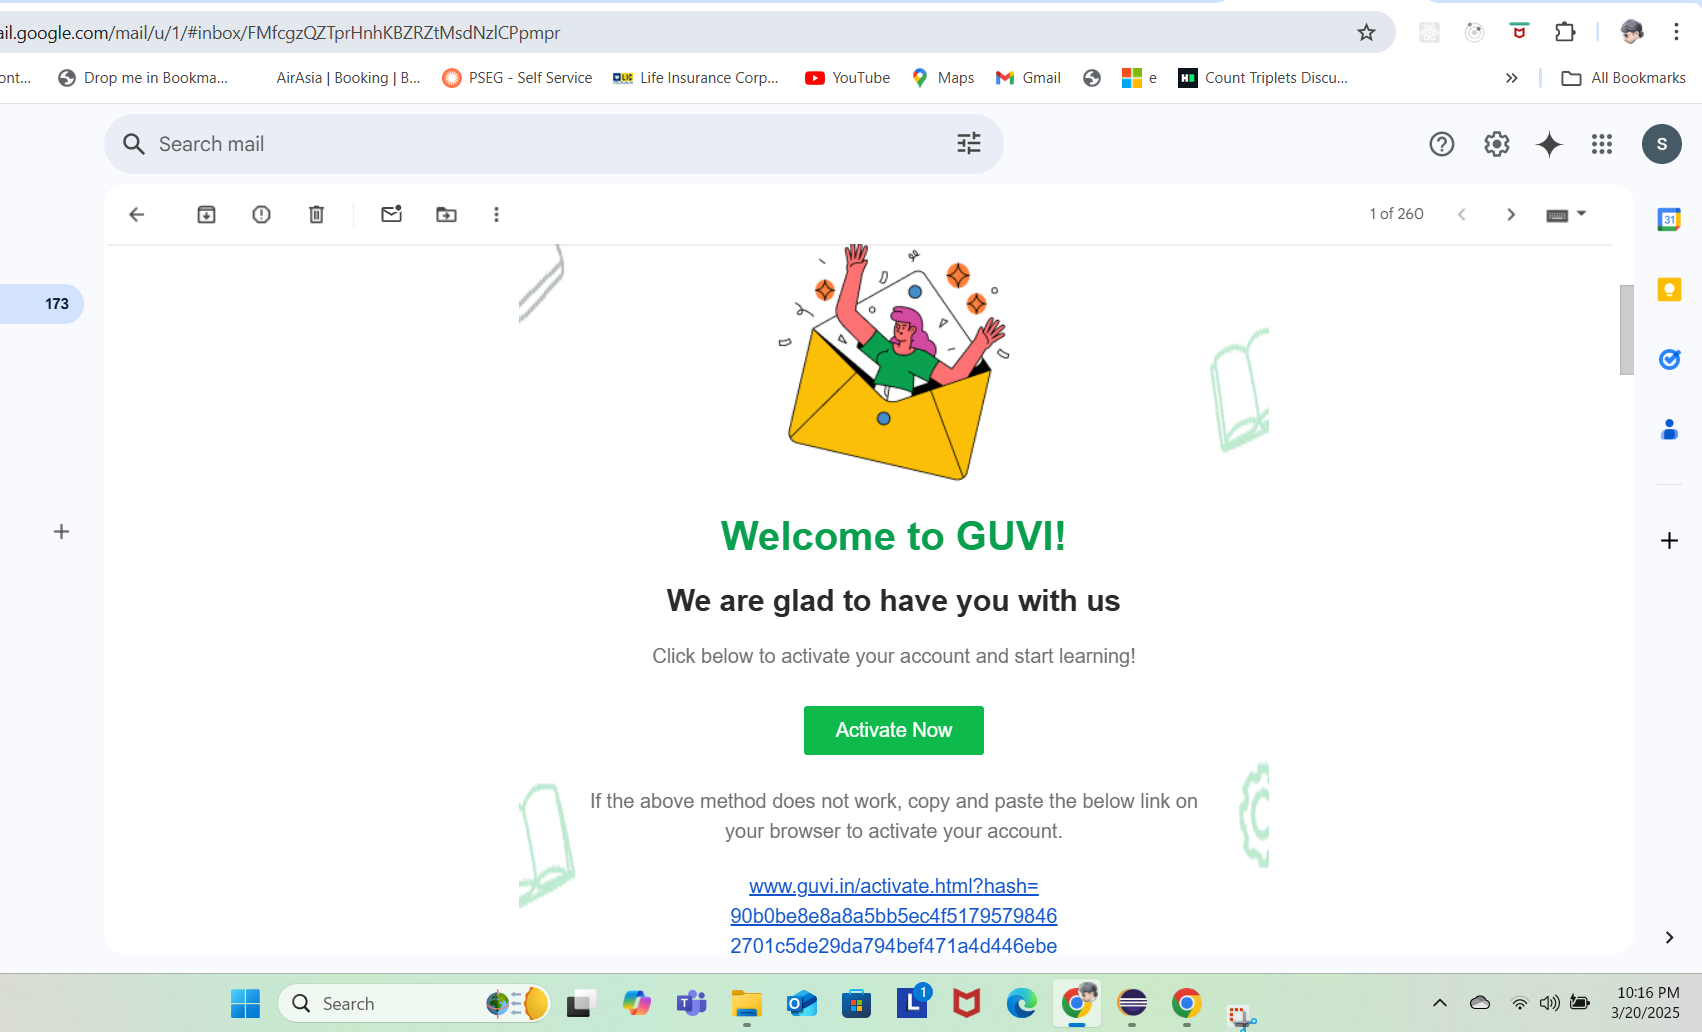 ail.google.com/mail/u/1/#inbox/FMfcgzQZTprHnhKBZRZtMsdNzlCPpmpr
ont...
Drop me in Bookma...
AirAsia | Booking | B...
PSEG - Self Service
LIC
Life Insurance Corp...
YouTube
Maps
Gmail
e
Count Triplets Discu...
»
All Bookmarks
Search mail
S
1 of 260
31
173
Welcome to GUVI!
We are glad to have you with us
Click below to activate your account and start learning!
Activate Now
If the above method does not work, copy and paste the below link on
your browser to activate your account.
www.guvi.in/activate.html?hash=
90b0be8e8a8a5bb5ec4f5179579846
2701c5de29da794bef471a4d446ebe
Search
L
1
10:16 PM
3/20/2025